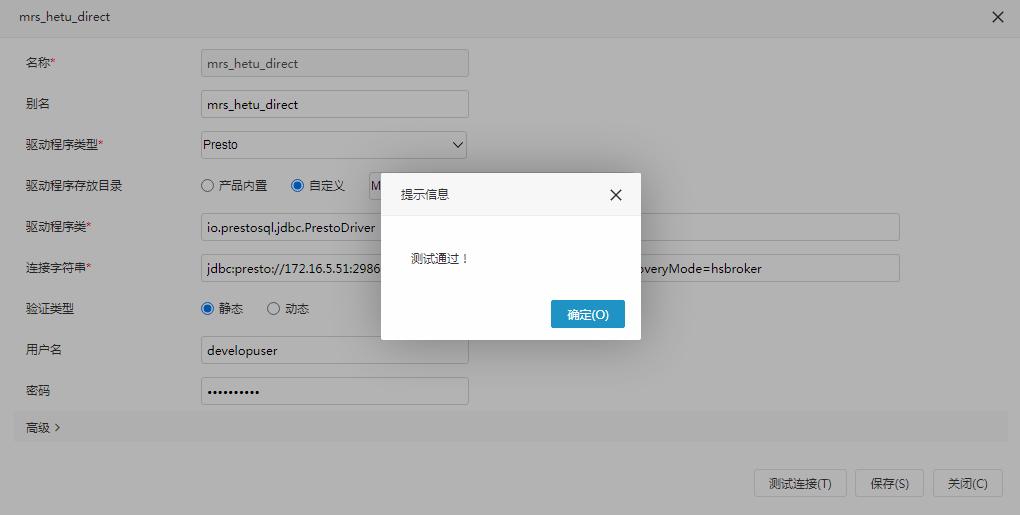 mrs_hetu_direct
名称* mrs_hetu_direct
别名 mrs_hetu_direct
驱动程序类型* Presto
驱动程序存放目录 产品内置 自定义
提示信息
驱动程序类* io.prestosql.jdbc.PrestoDriver
测试通过！
连接字符串* jdbc:presto://172.16.5.51:2986 overyMode=hsbroker
验证类型 静态 动态
确定(O)
用户名 developuser
密码 ••••••••••
高级
测试连接(T) 保存(S) 关闭(C)